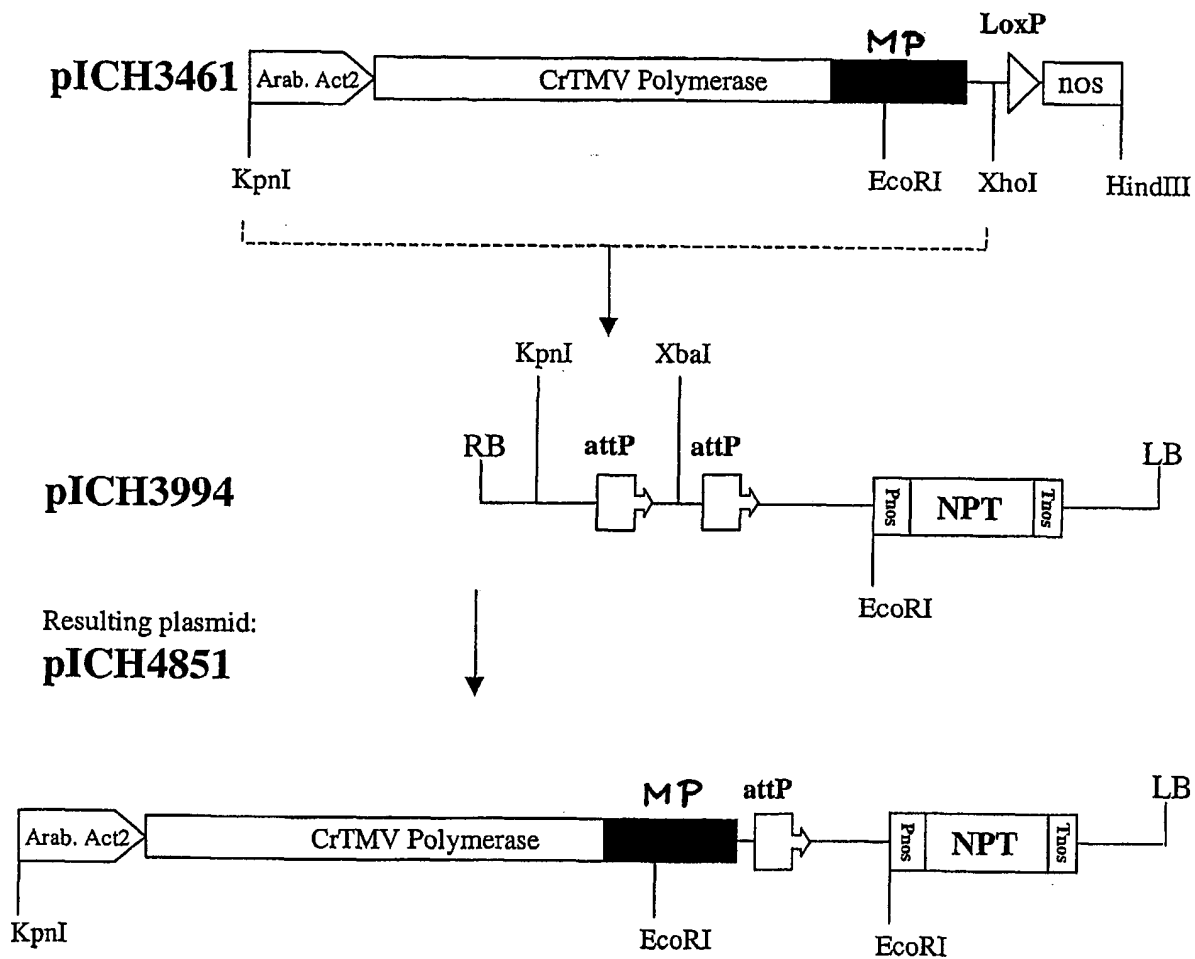 MP
LoxP
pICH3461
Arab. Act2
CrTMV Polymerase
nos
KpnI
EcoRI
XhoI
HindIII
KpnI
XbaI
RB
attP
attP
LB
pICH3994
Pnos
NPT
Tnos
EcoRI
Resulting plasmid:
pICH4851
MP
attP
LB
Arab. Act2
CrTMV Polymerase
Pnos
NPT
Tnos
KpnI
EcoRI
EcoRI